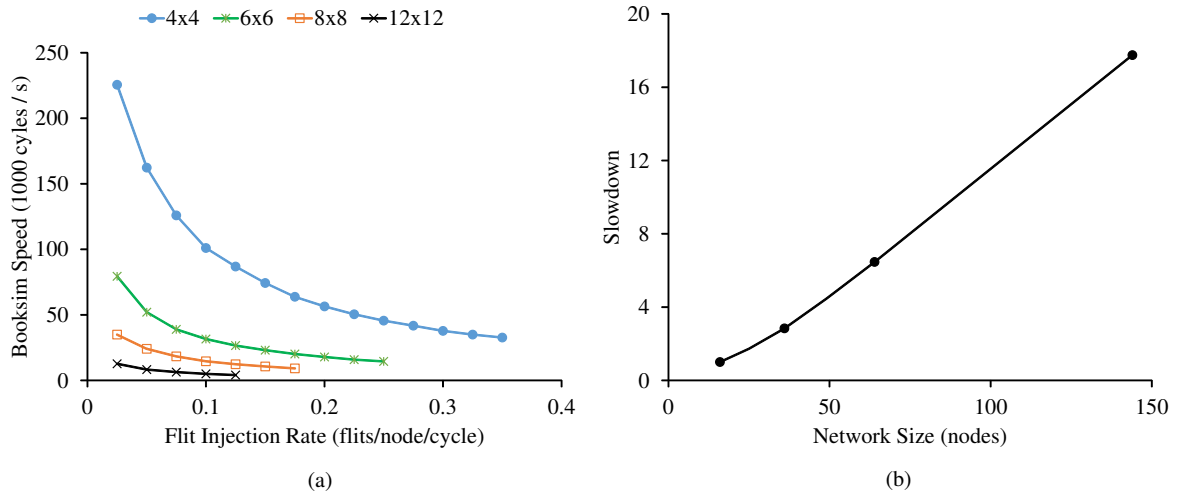 4x4 6x6 8x8 12x12
Booksim Speed (1000 cyles / s)
250
200
150
100
50
0
0 0.1 0.2 0.3 0.4
Flit Injection Rate (flits/node/cycle)
(a)
Slowdown
20
16
12
8
4
0
0 50 100 150
Network Size (nodes)
(b)